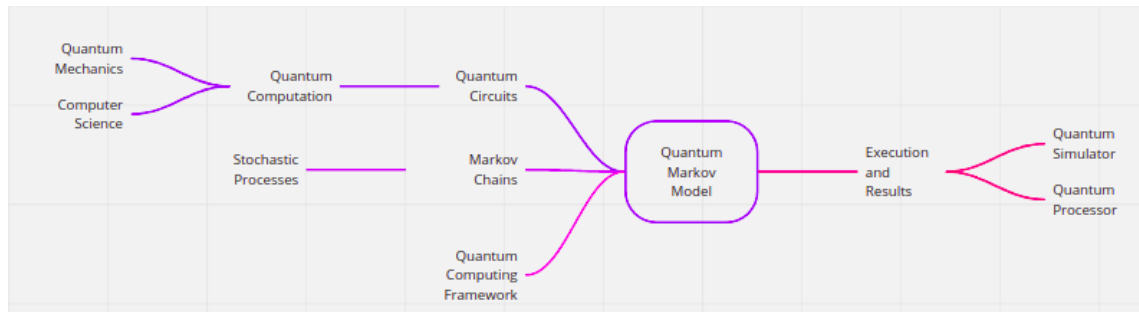 Quantum
Mechanics
Computer
Science
Quantum
Computation
Stochastic
Processes
Quantum
Circuits
Markov
Chains
Quantum
Computing
Framework
Quantum
Markov
Model
Execution
and
Results
Quantum
Simulator
Quantum
Processor